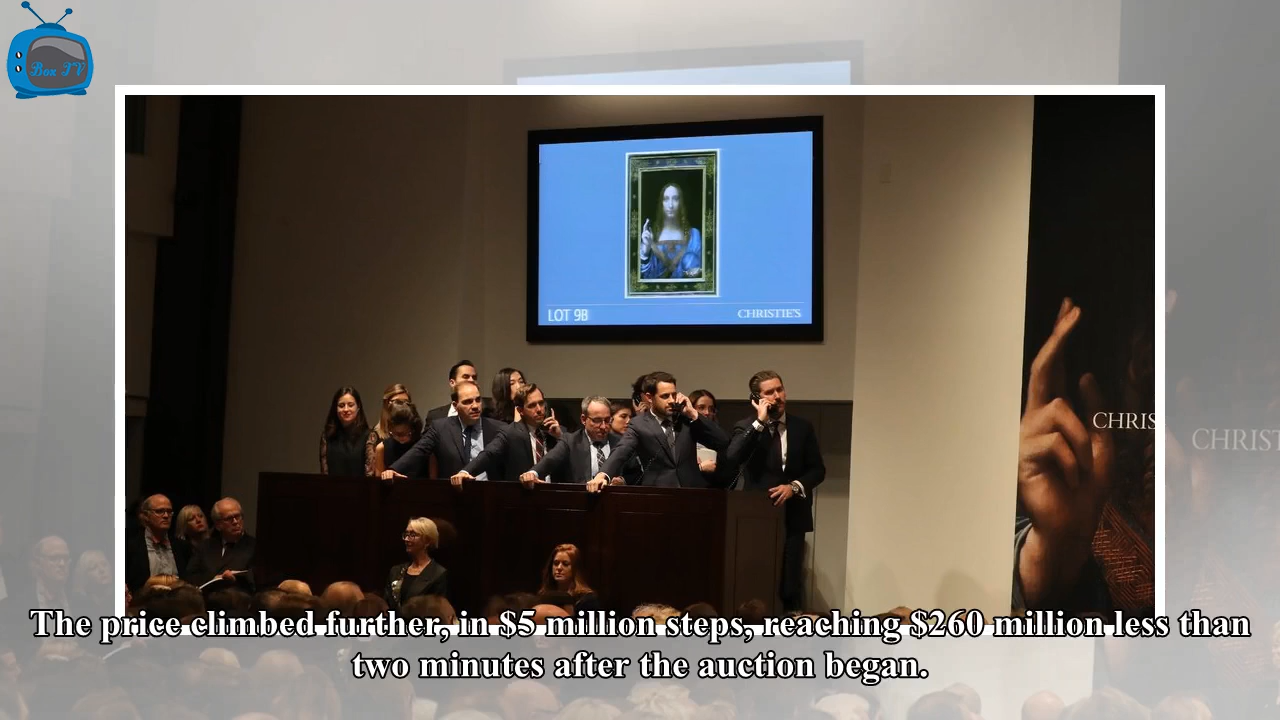 Box TV
LOT 9B
CHRISTIE'S
CHRIS
CHRIST
The price climbed further, in $5 million steps, reaching $260 million less than
two minutes after the auction began.